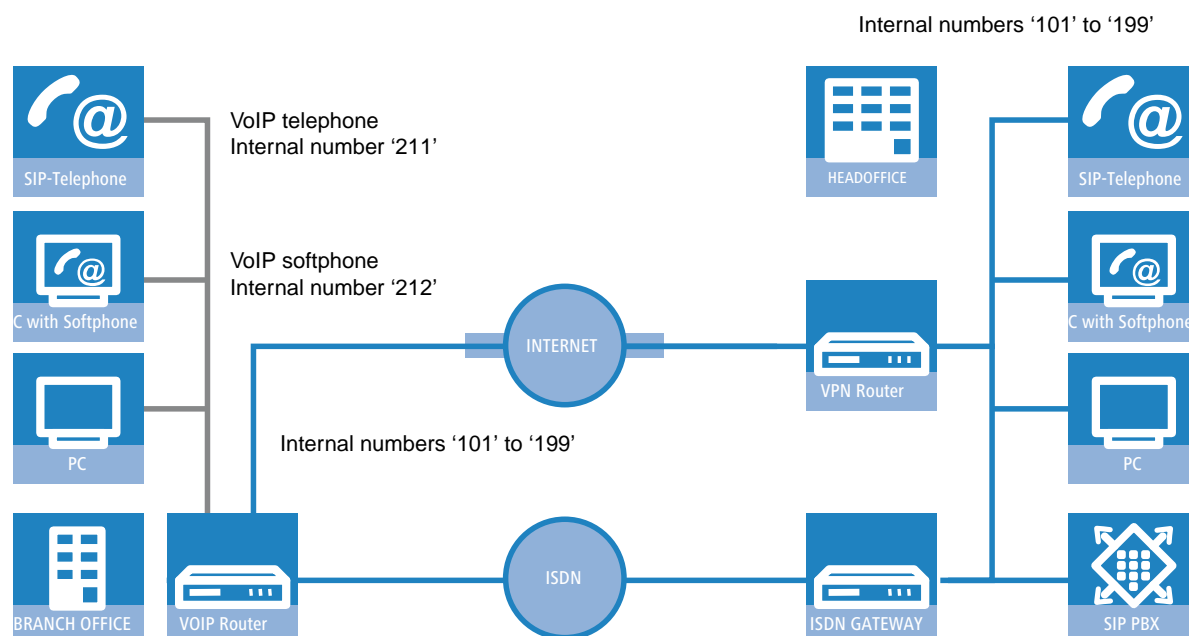 Internal numbers ‘101’ to ‘199’
SIP-Telephone
VoIP telephone
Internal number ‘211’
HEADOFFICE
SIP-Telephone
C with Softphone
VoIP softphone
Internal number ‘212’
INTERNET
VPN Router
C with Softphone
PC
Internal numbers ‘101’ to ‘199’
PC
BRANCH OFFICE
VOIP Router
ISDN
ISDN GATEWAY
SIP PBX